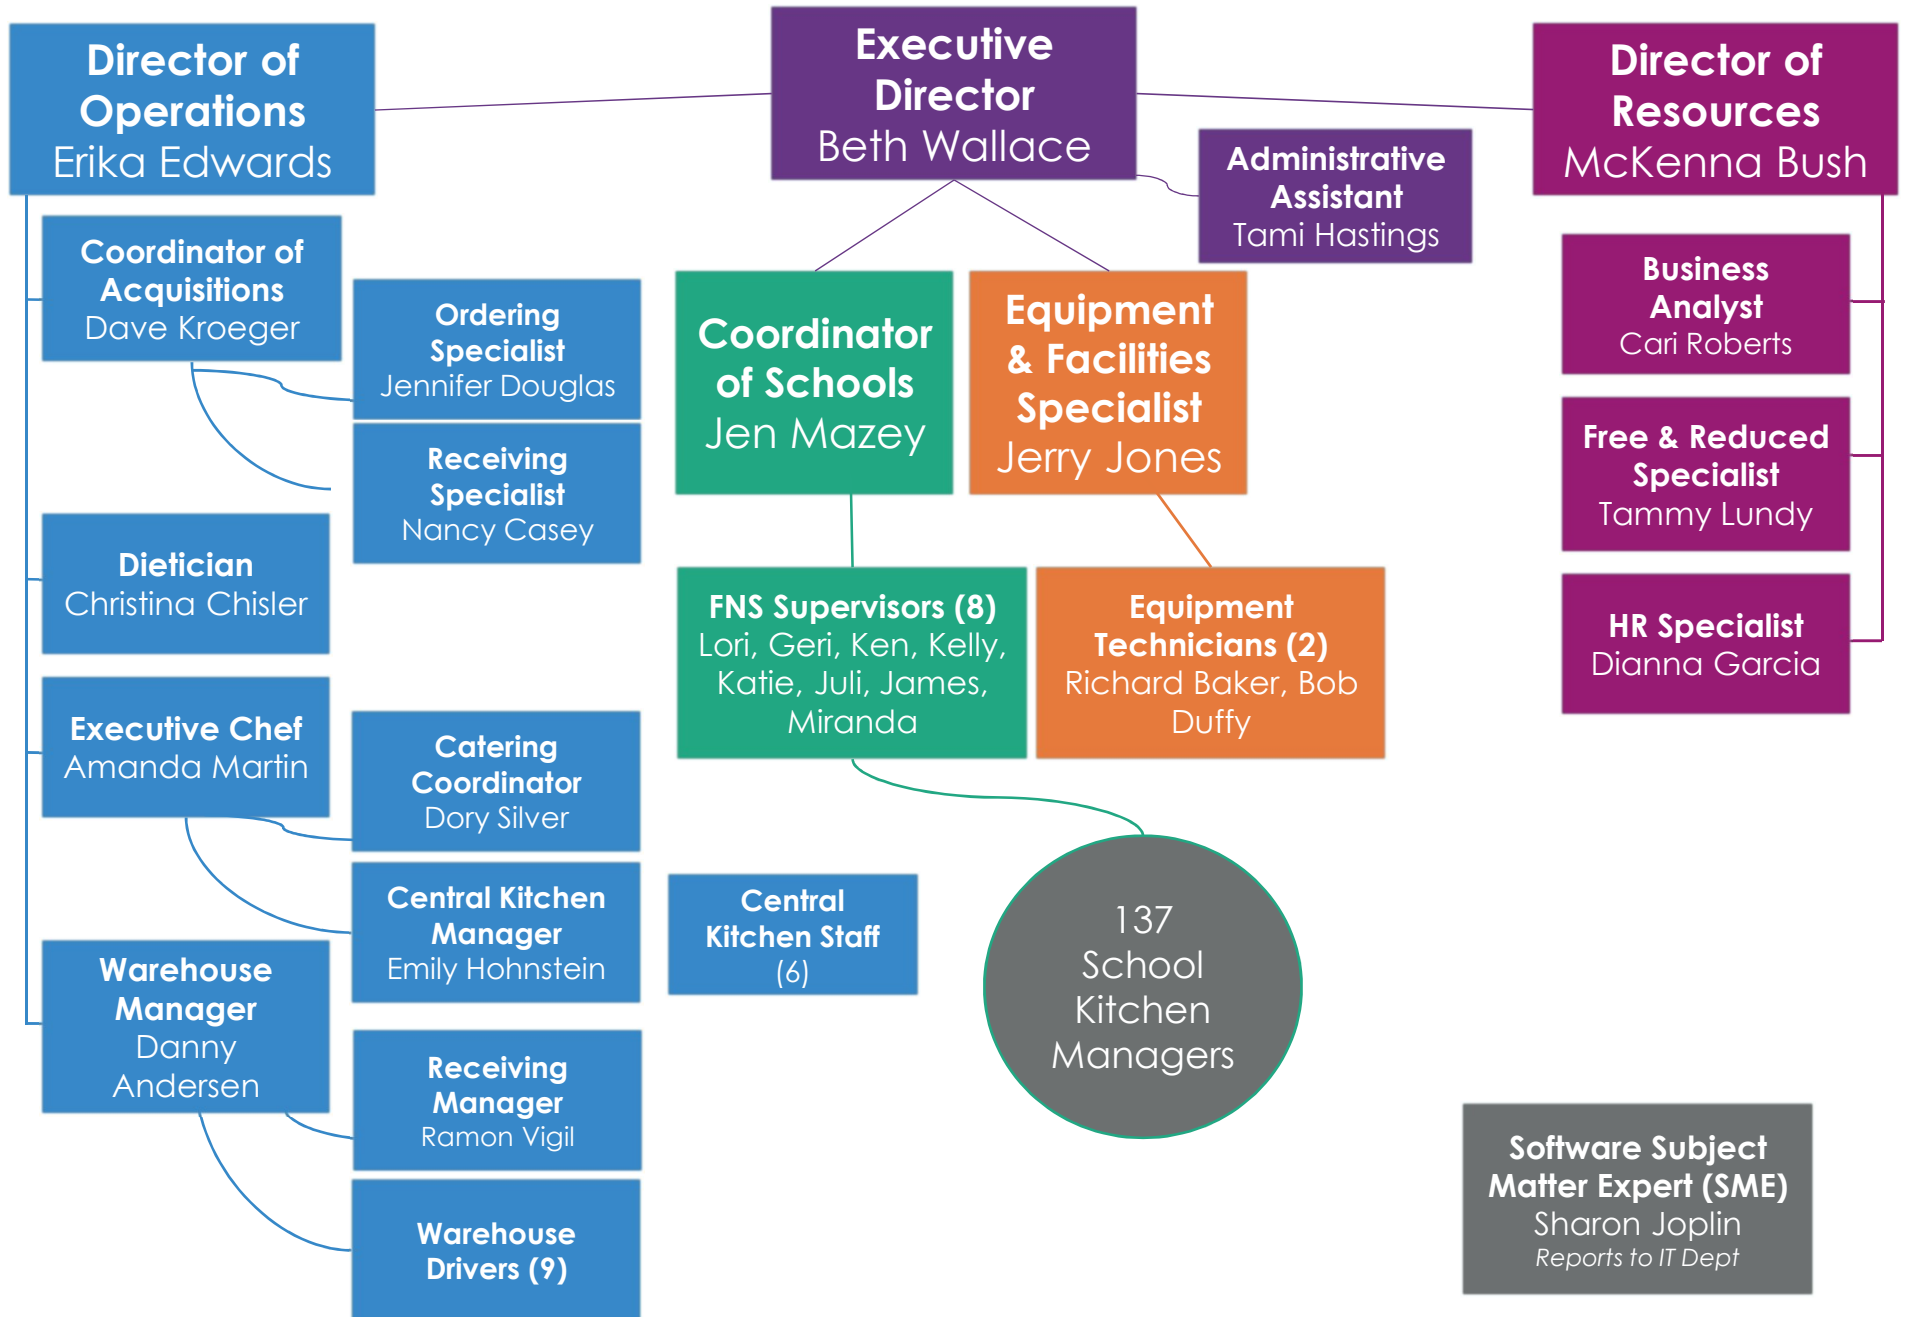 Director of
Operations
Erika Edwards
Executive
Director
Beth Wallace
Director of
Resources
McKenna Bush
Administrative
Assistant
Tami Hastings
Coordinator of
Acquisitions
Dave Kroeger
Ordering
Specialist
Jennifer Douglas
Receiving
Specialist
Nancy Casey
Dietician
Christina Chisler
Executive Chef
Amanda Martin
Catering
Coordinator
Dory Silver
Central Kitchen
Manager
Emily Hohnstein
Central
Kitchen Staff
(6)
Warehouse
Manager
Danny
Andersen
Receiving
Manager
Ramon Vigil
Warehouse
Drivers (9)
Coordinator
of Schools
Jen Mazey
Equipment
& Facilities
Specialist
Jerry Jones
FNS Supervisors (8)
Lori, Geri, Ken, Kelly,
Katie, Juli, James,
Miranda
Equipment
Technicians (2)
Richard Baker, Bob
Duffy
137
School
Kitchen
Managers
Business
Analyst
Cari Roberts
Free & Reduced
Specialist
Tammy Lundy
HR Specialist
Dianna Garcia
Software Subject
Matter Expert (SME)
Sharon Joplin
Reports to IT Dept